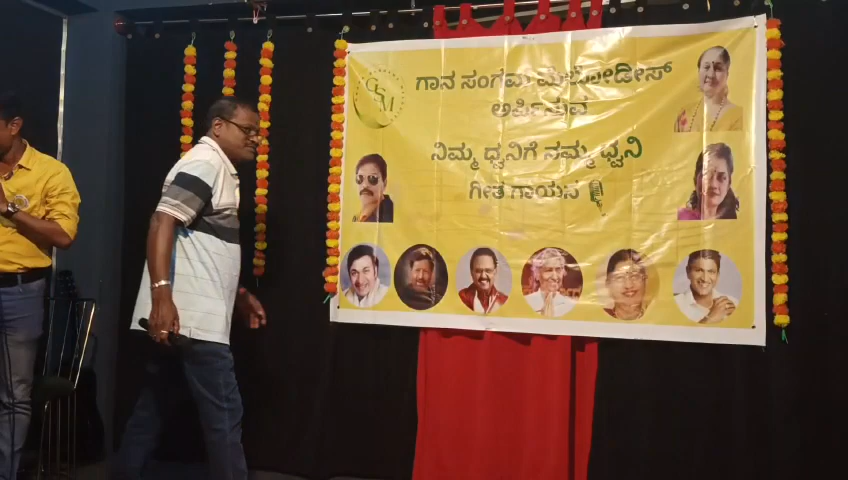 GSM
ಗಾನ ಸಂಗಮ ಮೆಲೋಡೀಸ್
ಅರ್ಪಿಸುವ
ನಿಮ್ಮ ಧ್ವನಿಗೆ ನಮ್ಮ ಧ್ವನಿ
ಗೀತ ಗಾಯನ